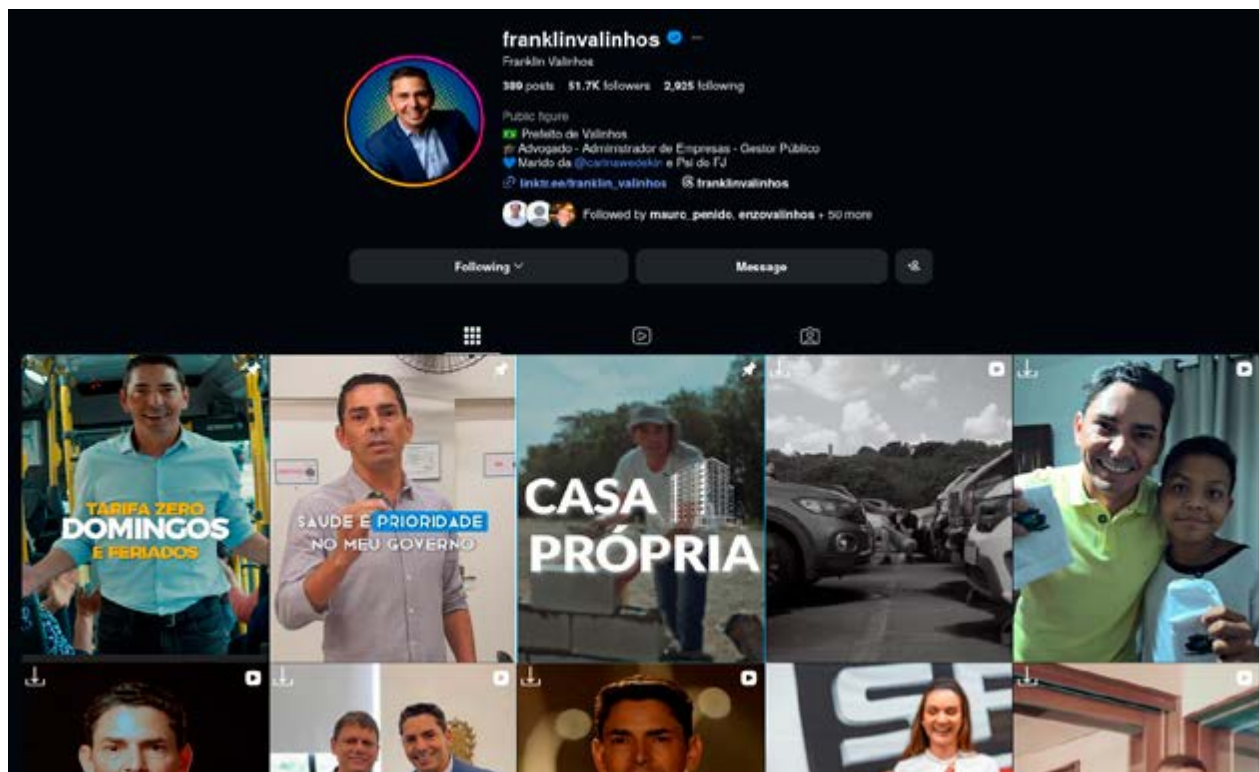 franklinvalinhos
Franklin Valinhos
389 posts 51.7K followers 2,925 following
Public figure
Prefeito de Valinhos
Advogado - Administrador de Empresas - Gestor Público
Marido da @carinawedekin e Pai do FJ
linktr.ee/franklin_valinhos franklinvalinhos
Followed by mauro_penido, enzovalinhos + 50 more
Following Message
TARIFA ZERO
DOMINGOS
E FERIADOS
SAÚDE É PRIORIDADE
NO MEU GOVERNO
CASA
PRÓPRIA